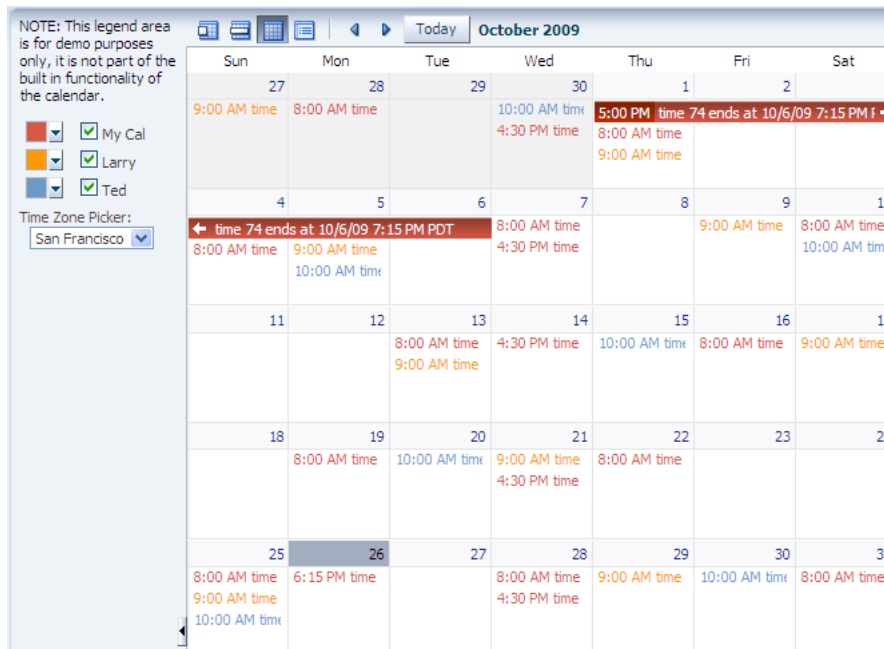 NOTE: This legend area
is for demo purposes
only, it is not part of the
built in functionality of
the calendar.
My Cal
Larry
Ted
Time Zone Picker:
San Francisco
Today October 2009
Sun Mon Tue Wed Thu Fri Sat
27 28 29 30 1 2
9:00 AM time 8:00 AM time 10:00 AM time 5:00 PM time 74 ends at 10/6/09 7:15 PM
4:30 PM time 8:00 AM time
9:00 AM time
4 5 6 7 8 9
time 74 ends at 10/6/09 7:15 PM PDT 8:00 AM time 9:00 AM time 8:00 AM time
8:00 AM time 9:00 AM time 4:30 PM time 10:00 AM tim
10:00 AM time
11 12 13 14 15 16
8:00 AM time 4:30 PM time 10:00 AM time 8:00 AM time 9:00 AM time
9:00 AM time
18 19 20 21 22 23
8:00 AM time 10:00 AM time 9:00 AM time 8:00 AM time
4:30 PM time
25 26 27 28 29 30
8:00 AM time 6:15 PM time 8:00 AM time 9:00 AM time 10:00 AM time 8:00 AM time
9:00 AM time 4:30 PM time
10:00 AM time